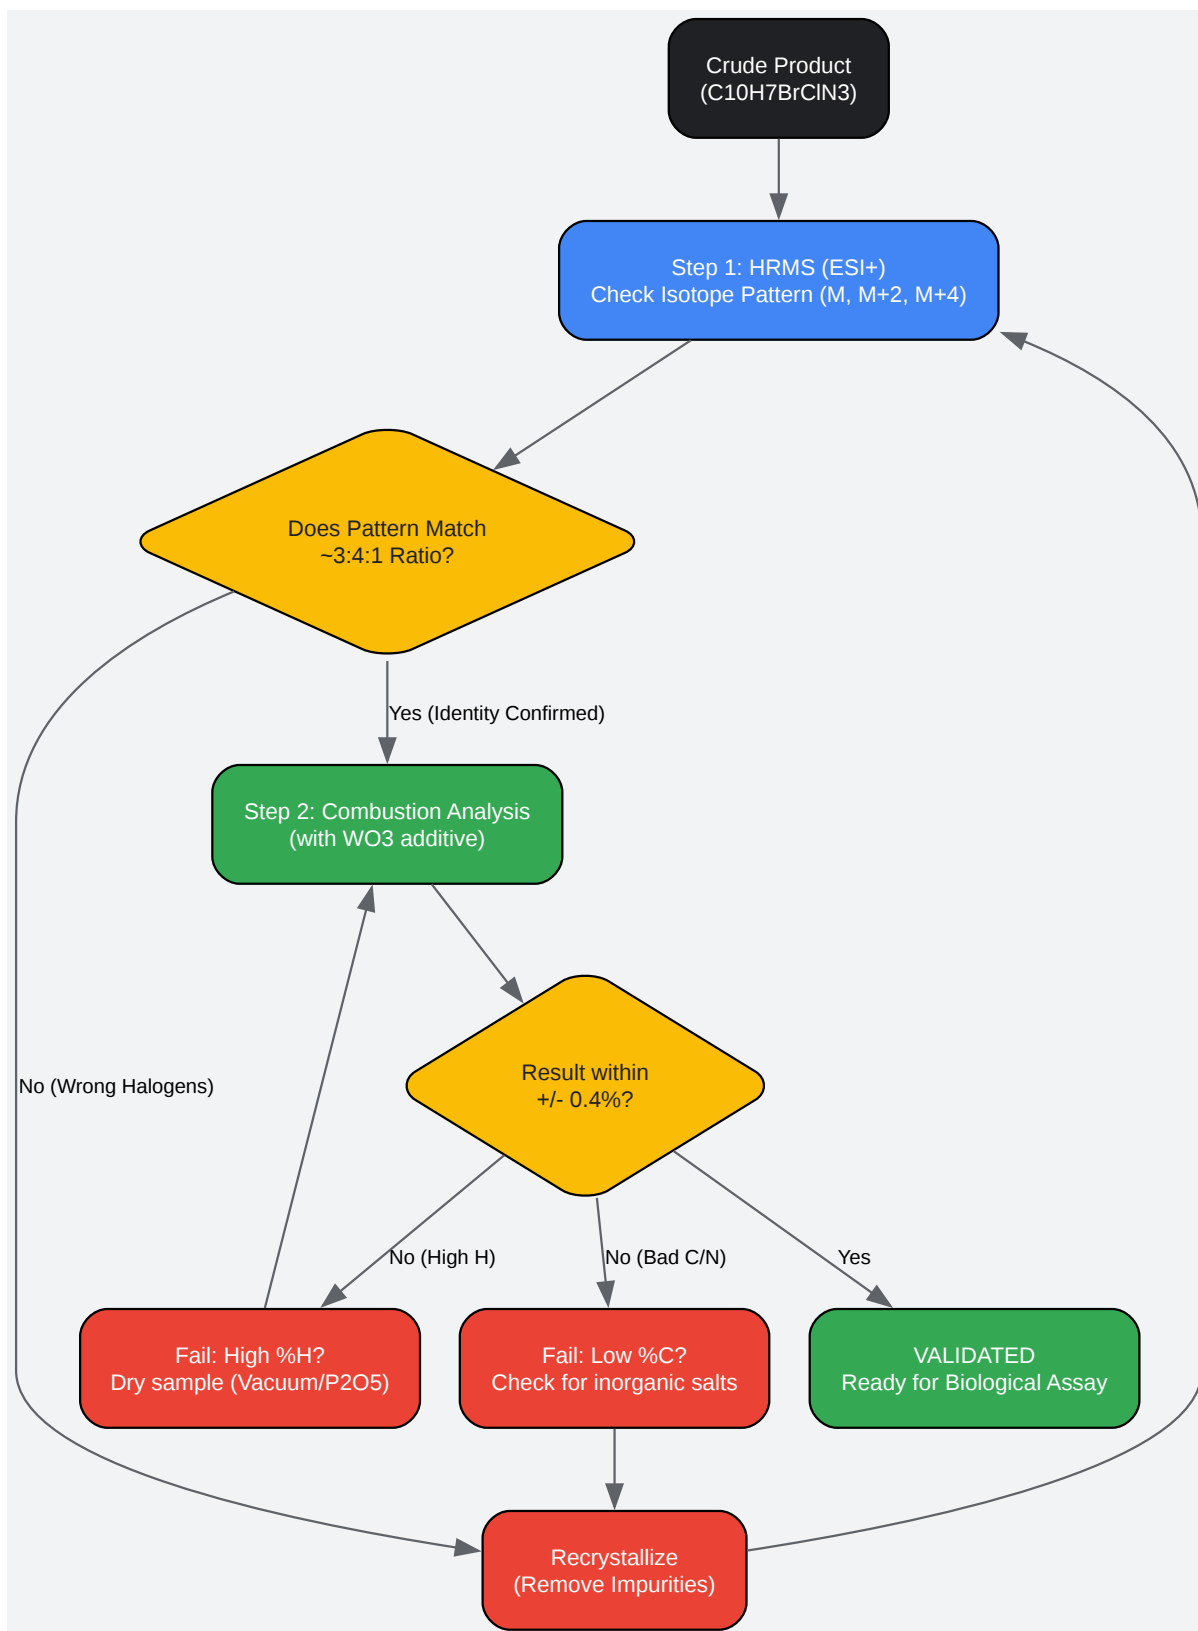 Crude Product
(C10H7BrClN3)
Step 1: HRMS (ESI+)
Check Isotope Pattern (M, M+2, M+4)
Does Pattern Match
~3:4:1 Ratio?
Yes (Identity Confirmed)
Step 2: Combustion Analysis
(with WO3 additive)
Result within
+/- 0.4%?
No (Wrong Halogens)
No (High H)
No (Bad C/N)
Yes
Fail: High %H?
Dry sample (Vacuum/P2O5)
Fail: Low %C?
Check for inorganic salts
VALIDATED
Ready for Biological Assay
Recrystallize
(Remove Impurities)